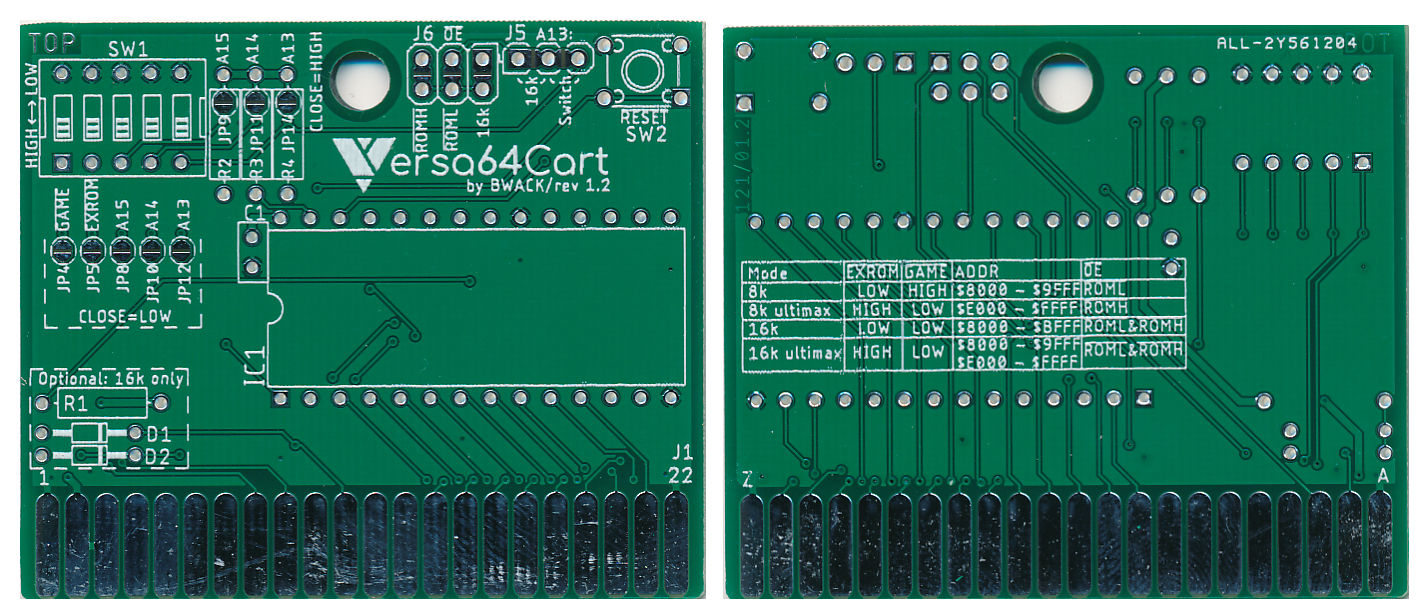 TOP
SW1
HIGH<->LOW
A15
A14
A13
CLOSE=HIGH
JP9
JP11
JP14
R2
R3
R4
J6 OE
J5 A13:
16k
Switch
ROMH
ROML
16k
RESET
SW2
Versa64Cart
by BWACK/rev 1.2
GAME
EXROM
A15
A14
A13
JP4
JP5
JP8
JP10
JP12
CLOSE=LOW
C1
IC1
Optional: 16k only
R1
D1
D2
1
J1
22
ALL-2Y561204
BOT
Mode EXROM GAME ADDR OE
8k LOW HIGH $8000 - $9FFF ROML
8k ultimax HIGH LOW $E000 - $FFFF ROMH
16k LOW LOW $8000 - $BFFF ROML&ROMH
16k ultimax HIGH LOW $8000 - $9FFF ROML&ROMH
$E000 - $FFFF
Z
A